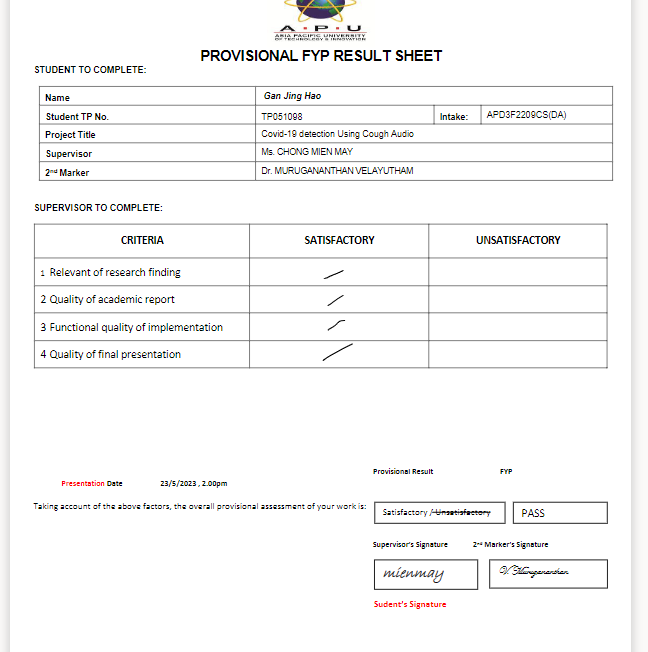 A • P • U
ASIA PACIFIC UNIVERSITY
OF TECHNOLOGY & INNOVATION
PROVISIONAL FYP RESULT SHEET
STUDENT TO COMPLETE:
Name Gan Jing Hao
Student TP No. TP051098 Intake: APD3F2209CS(DA)
Project Title Covid-19 detection Using Cough Audio
Supervisor Ms. CHONG MIEN MAY
2nd Marker Dr. MURUGANANTHAN VELAYUTHAM
SUPERVISOR TO COMPLETE:
CRITERIA SATISFACTORY UNSATISFACTORY
1 Relevant of research finding
2 Quality of academic report
3 Functional quality of implementation
4 Quality of final presentation
Provisional Result FYP
Presentation Date 23/5/2023 , 2.00pm
Taking account of the above factors, the overall provisional assessment of your work is: Satisfactory / Unsatisfactory PASS
Supervisor's Signature 2nd Marker's Signature
mienmay V. Muruganandan
Sudent's Signature